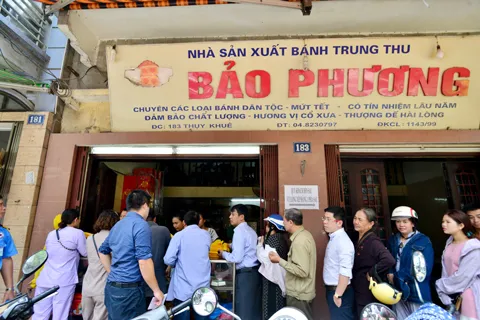 NHÀ SẢN XUẤT BÁNH TRUNG THU
BẢO PHƯƠNG
CHUYÊN CÁC LOẠI BÁNH DÂN TỘC - MỨT TẾT - CÓ TÍN NHIỆM LÂU NĂM
ĐẢM BẢO CHẤT LƯỢNG - HƯƠNG VỊ CỔ XƯA - THƯỢNG ĐẾ HÀI LÒNG
ĐC: 183 THỤY KHUÊ ĐT: 04.8230797 ĐKCL: 1143/99
181
183
181